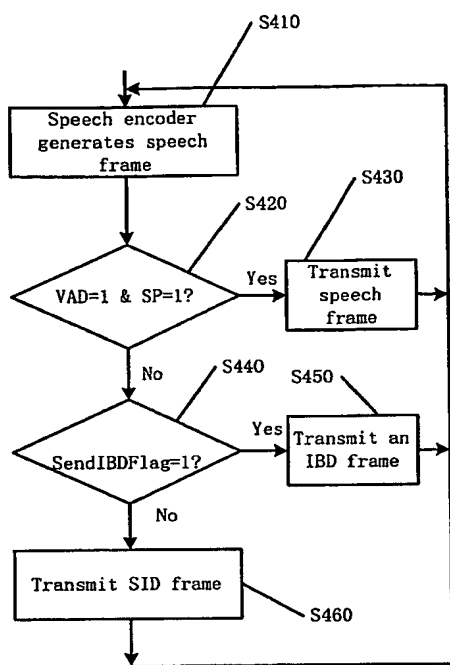 S410
Speech encoder
generates speech
frame
S420
S430
VAD=1 & SP=1?
Yes
Transmit
speech
frame
No
S440
S450
SendIBDFlag=1?
Yes
Transmit an
IBD frame
No
Transmit SID frame
S460